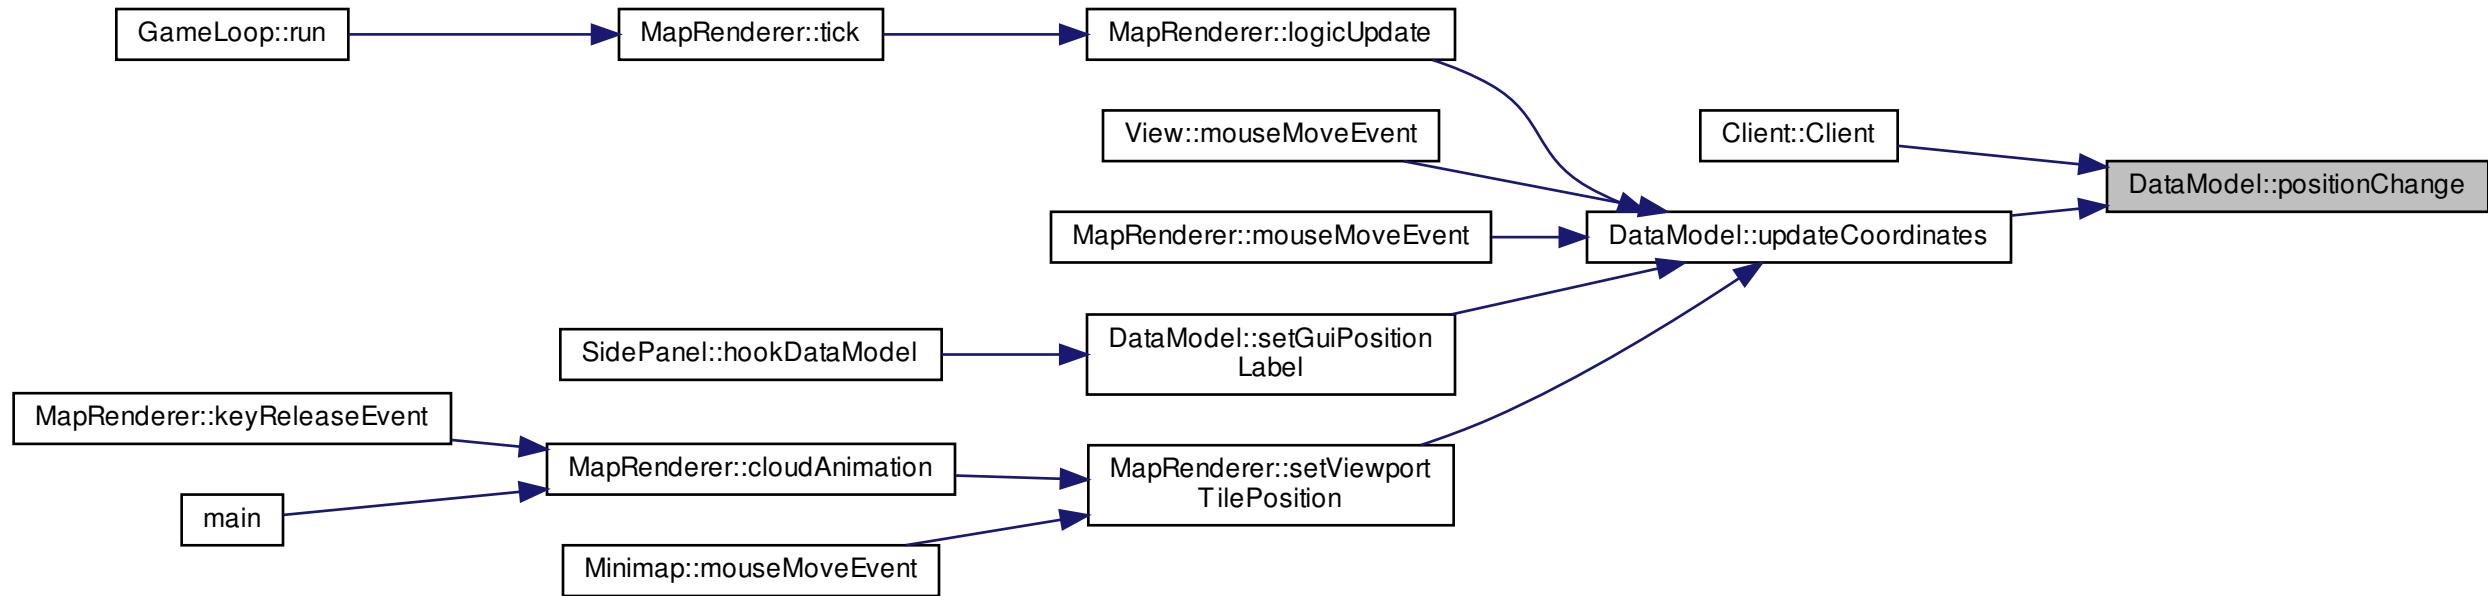 GameLoop::run
MapRenderer::tick
MapRenderer::logicUpdate
View::mouseMoveEvent
Client::Client
DataModel::positionChange
MapRenderer::mouseMoveEvent
DataModel::updateCoordinates
SidePanel::hookDataModel
DataModel::setGuiPosition
Label
MapRenderer::keyReleaseEvent
MapRenderer::cloudAnimation
MapRenderer::setViewport
TilePosition
main
Minimap::mouseMoveEvent